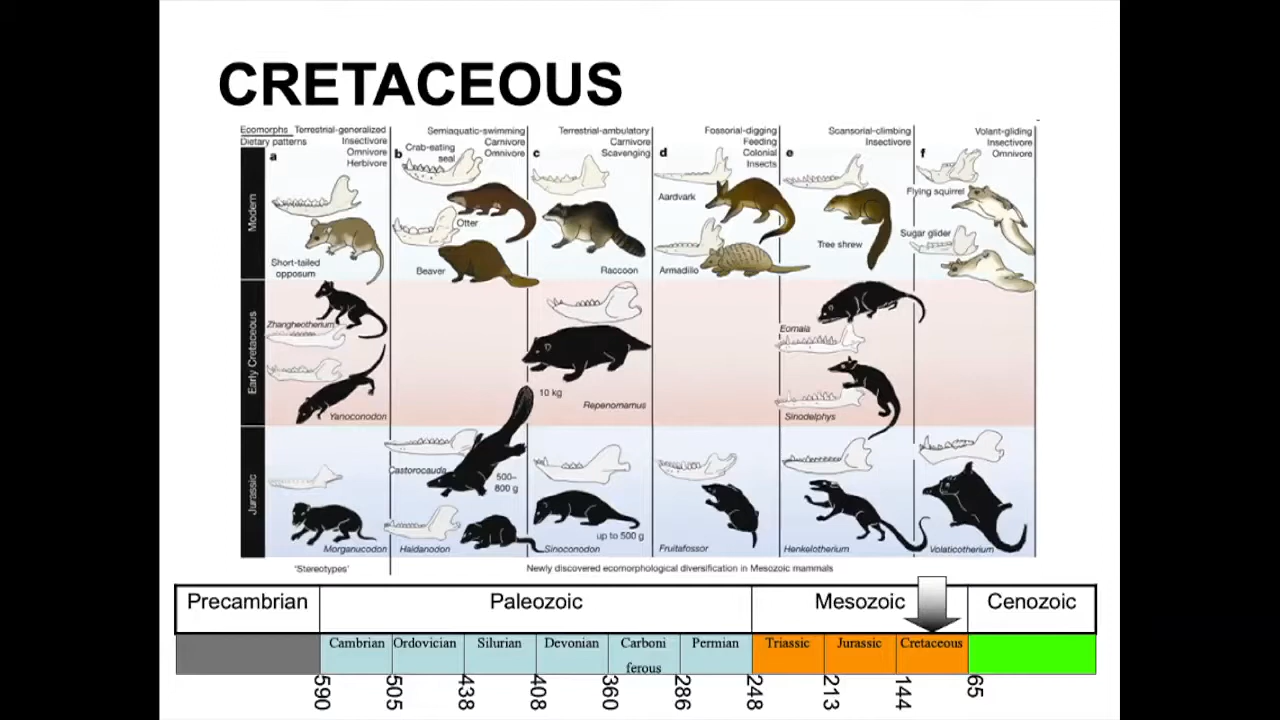 CRETACEOUS
Ecomorphs
Dietary patterns
Terrestrial-generalized
Insectivore
Omnivore
Herbivore
Semiaquatic-swimming
Carnivore
Omnivore
Terrestrial-ambulatory
Carnivore
Scavenging
Fossorial-digging
Feeding
Colonial
Insects
Scansorial-climbing
Insectivore
Volant-gliding
Insectivore
Omnivore
a
b
c
d
e
f
Modern
Short-tailed
opposum
Crab-eating
seal
Otter
Beaver
Raccoon
Aardvark
Armadillo
Tree shrew
Flying squirrel
Sugar glider
Early Cretaceous
Zhangheotherium
Yanoconodon
10 kg
Repenomamus
Eomaia
Sinodelphys
Jurassic
Morganucodon
Castorocauda
500–
800 g
Haldanodon
up to 500 g
Sinoconodon
Fruitafossor
Henkelotherium
Volaticotherium
'Stereotypes'
Newly discovered ecomorphological diversification in Mesozoic mammals
Precambrian
Paleozoic
Mesozoic
Cenozoic
Cambrian
Ordovician
Silurian
Devonian
Carboni
ferous
Permian
Triassic
Jurassic
Cretaceous
590
505
438
408
360
286
248
213
144
65